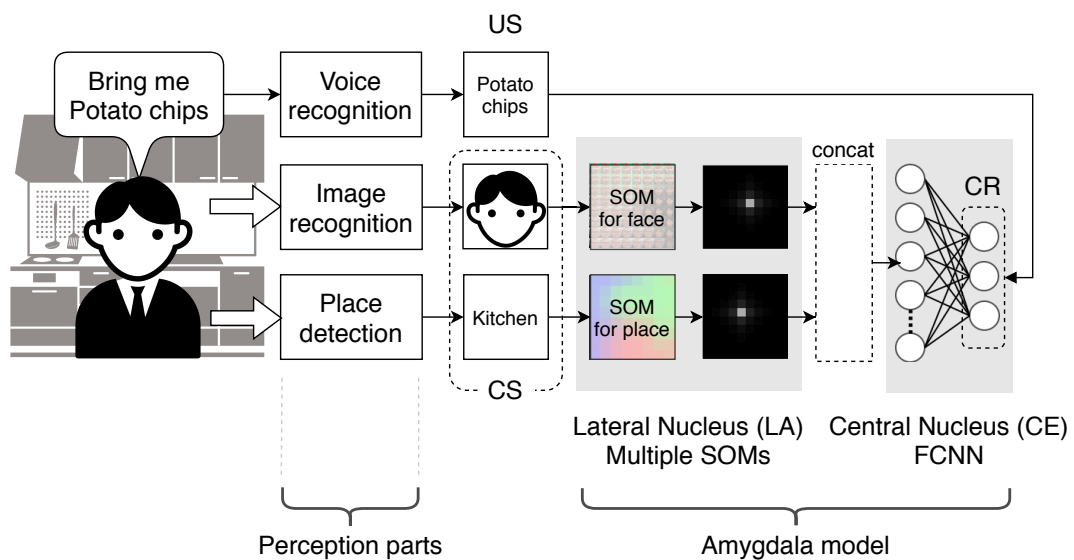 US
Bring me
Potato chips
Voice
recognition
Potato
chips
concat
Image
recognition
SOM
for face
CR
Place
detection
Kitchen
SOM
for place
CS
Lateral Nucleus (LA)
Multiple SOMs
Central Nucleus (CE)
FCNN
Perception parts
Amygdala model